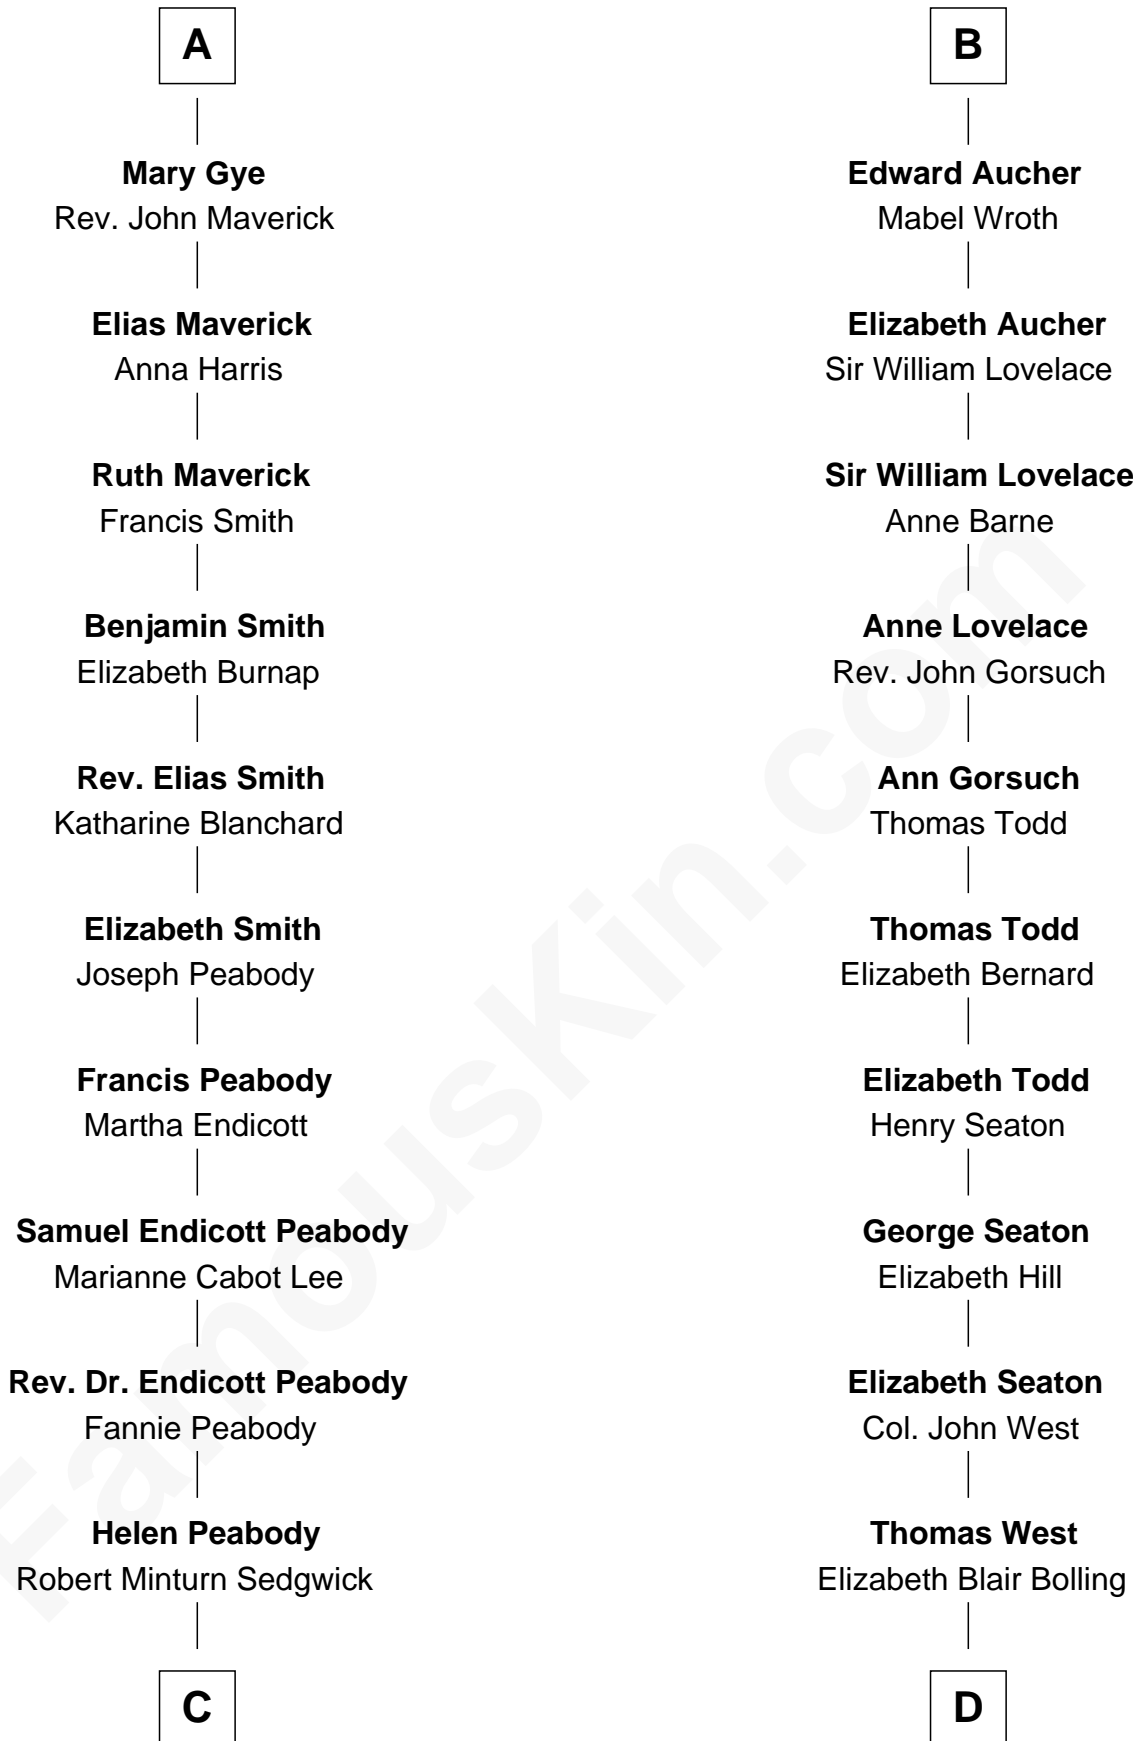 A
Mary Gye
Rev. John Maverick
Elias Maverick
Anna Harris
Ruth Maverick
Francis Smith
Benjamin Smith
Elizabeth Burnap
Rev. Elias Smith
Katharine Blanchard
Elizabeth Smith
Joseph Peabody
Francis Peabody
Martha Endicott
Samuel Endicott Peabody
Marianne Cabot Lee
Rev. Dr. Endicott Peabody
Fannie Peabody
Helen Peabody
Robert Minturn Sedgwick
C
B
Edward Aucher
Mabel Wroth
Elizabeth Aucher
Sir William Lovelace
Sir William Lovelace
Anne Barne
Anne Lovelace
Rev. John Gorsuch
Ann Gorsuch
Thomas Todd
Thomas Todd
Elizabeth Bernard
Elizabeth Todd
Henry Seaton
George Seaton
Elizabeth Hill
Elizabeth Seaton
Col. John West
Thomas West
Elizabeth Blair Bolling
D
FamousKin.com